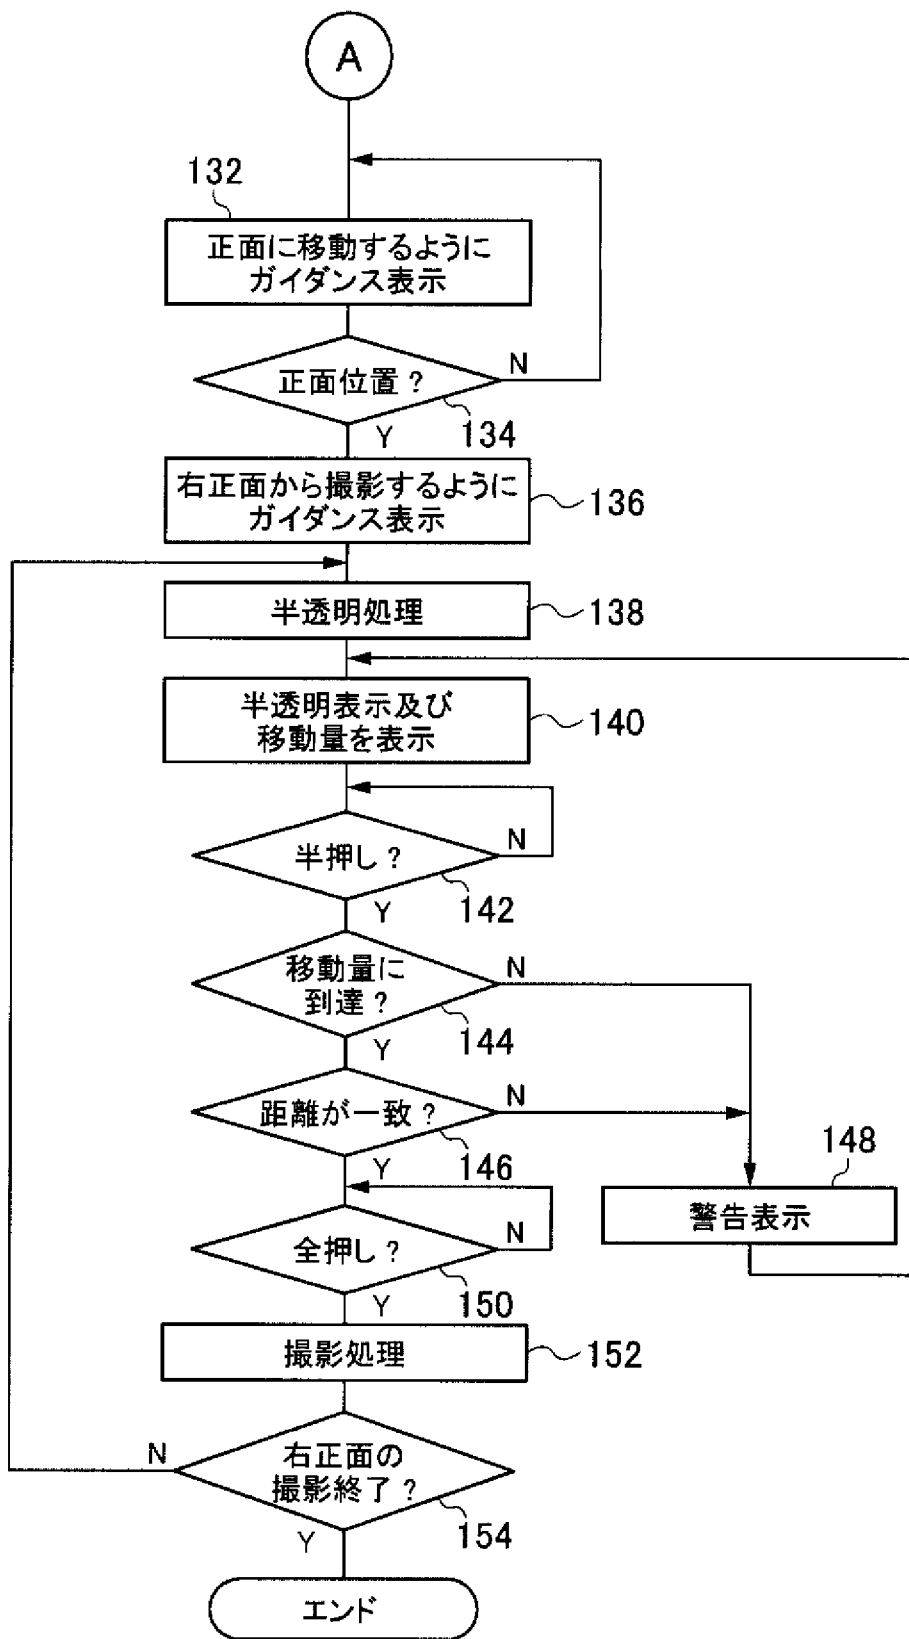 A
132
正面に移動するように
ガイダンス表示
正面位置？
N
134
Y
右正面から撮影するように
ガイダンス表示
136
半透明処理
138
半透明表示及び
移動量を表示
140
半押し？
N
142
Y
移動量に
到達？
N
144
Y
距離が一致？
N
146
Y
148
警告表示
全押し？
N
150
Y
撮影処理
152
N
右正面の
撮影終了？
154
Y
エンド